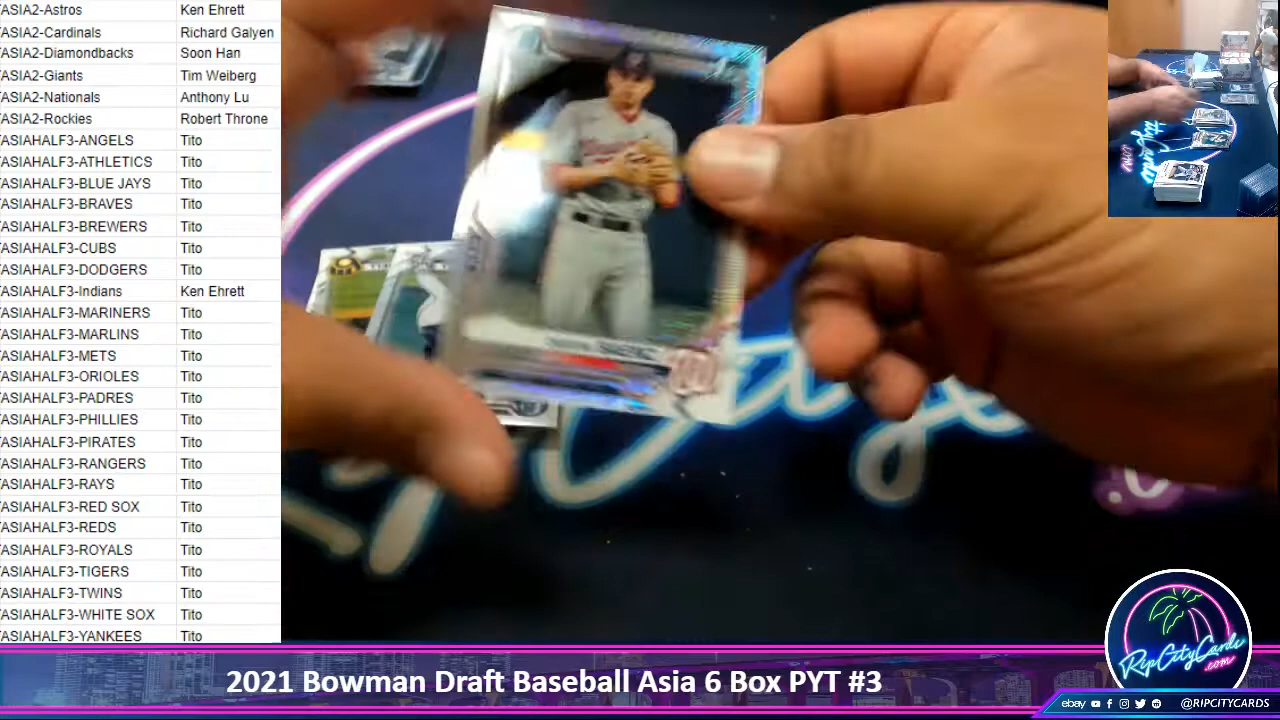 ASIA2-Astros Ken Ehrett
ASIA2-Cardinals Richard Galyen
ASIA2-Diamondbacks Soon Han
ASIA2-Giants Tim Weiberg
ASIA2-Nationals Anthony Lu
ASIA2-Rockies Robert Throne
ASIAHALF3-ANGELS Tito
ASIAHALF3-ATHLETICS Tito
ASIAHALF3-BLUE JAYS Tito
ASIAHALF3-BRAVES Tito
ASIAHALF3-BREWERS Tito
ASIAHALF3-CUBS Tito
ASIAHALF3-DODGERS Tito
ASIAHALF3-Indians Ken Ehrett
ASIAHALF3-MARINERS Tito
ASIAHALF3-MARLINS Tito
ASIAHALF3-METS Tito
ASIAHALF3-ORIOLES Tito
ASIAHALF3-PADRES Tito
ASIAHALF3-PHILLIES Tito
ASIAHALF3-PIRATES Tito
ASIAHALF3-RANGERS Tito
ASIAHALF3-RAYS Tito
ASIAHALF3-RED SOX Tito
ASIAHALF3-REDS Tito
ASIAHALF3-ROYALS Tito
ASIAHALF3-TIGERS Tito
ASIAHALF3-TWINS Tito
ASIAHALF3-WHITE SOX Tito
ASIAHALF3-YANKEES Tito
2021 Bowman Draft Baseball Asia 6 Box PYT #3
RipCityCards
.com
ebay @RIPCITYCARDS